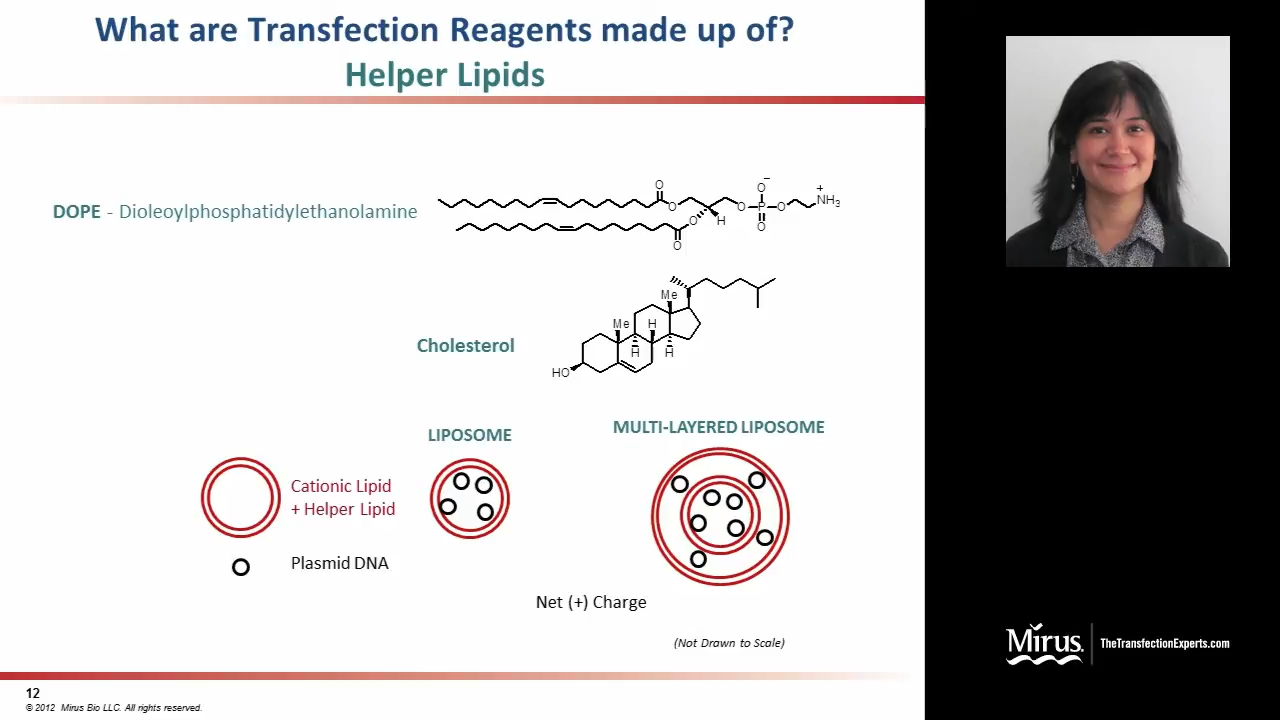 What are Transfection Reagents made up of?
Helper Lipids
DOPE - Dioleoylphosphatidylethanolamine
O
O
O
O
H
O
O
P
O
O
−
O
+
NH3
Cholesterol
Me
Me
H
H
H
HO
LIPOSOME
MULTI-LAYERED LIPOSOME
Cationic Lipid
+ Helper Lipid
Plasmid DNA
Net (+) Charge
(Not Drawn to Scale)
12
© 2012 Mirus Bio LLC. All rights reserved.
Mirus.
TheTransfectionExperts.com